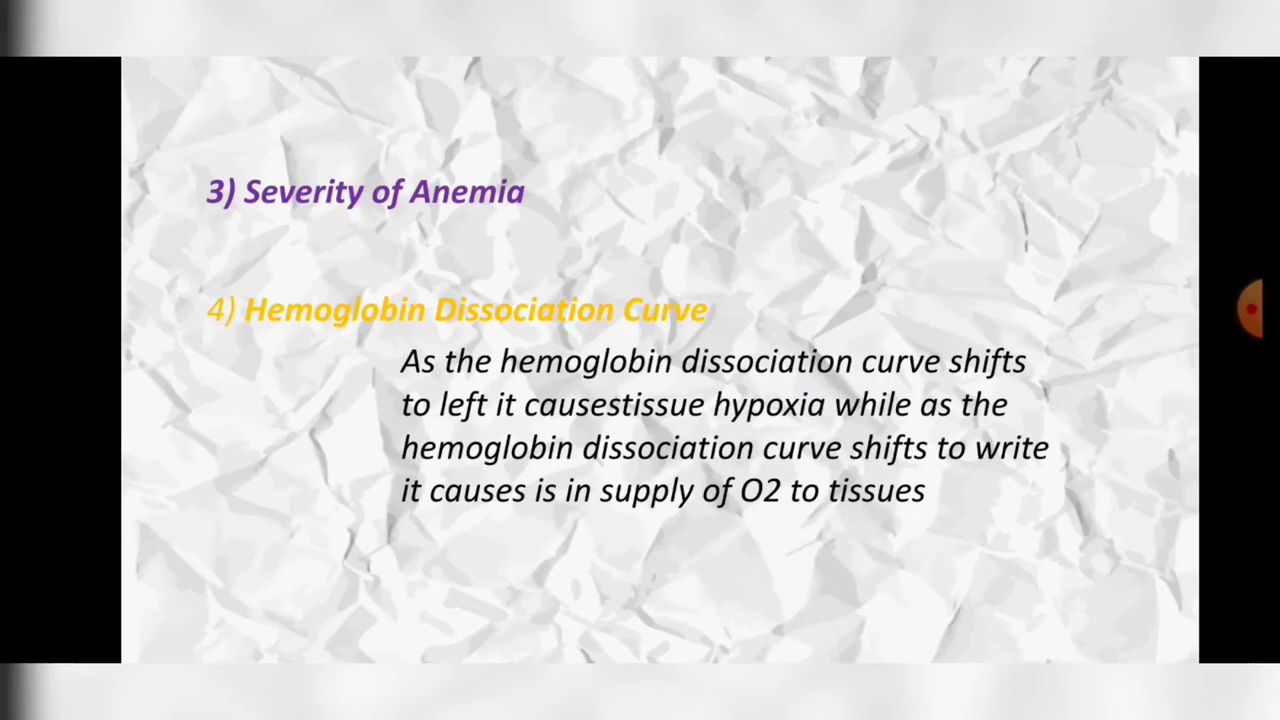 3) Severity of Anemia
4) Hemoglobin Dissociation Curve
As the hemoglobin dissociation curve shifts
to left it causestissue hypoxia while as the
hemoglobin dissociation curve shifts to write
it causes is in supply of O2 to tissues